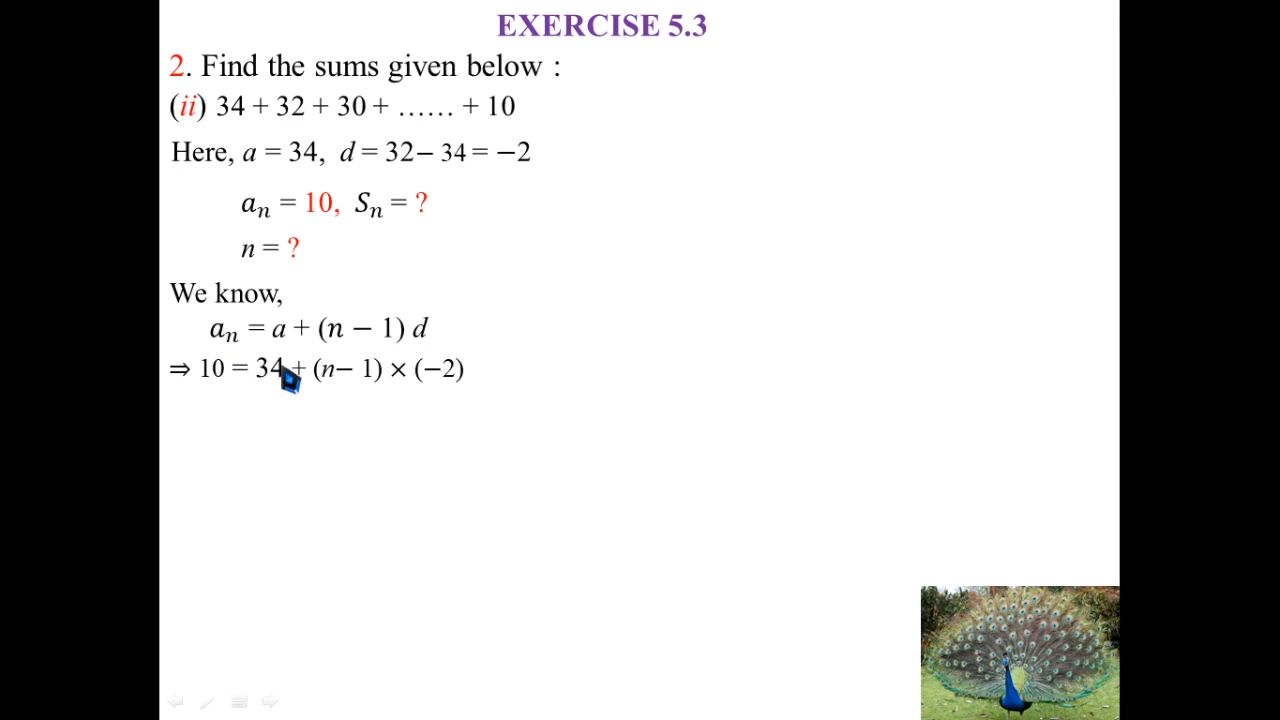 EXERCISE 5.3
2. Find the sums given below :
(ii) 34 + 32 + 30 + …… + 10
Here, a = 34, d = 32− 34 = −2
aₙ = 10, Sₙ = ?
n = ?
We know,
aₙ = a + (n − 1) d
⇒ 10 = 34 + (n− 1) × (−2)